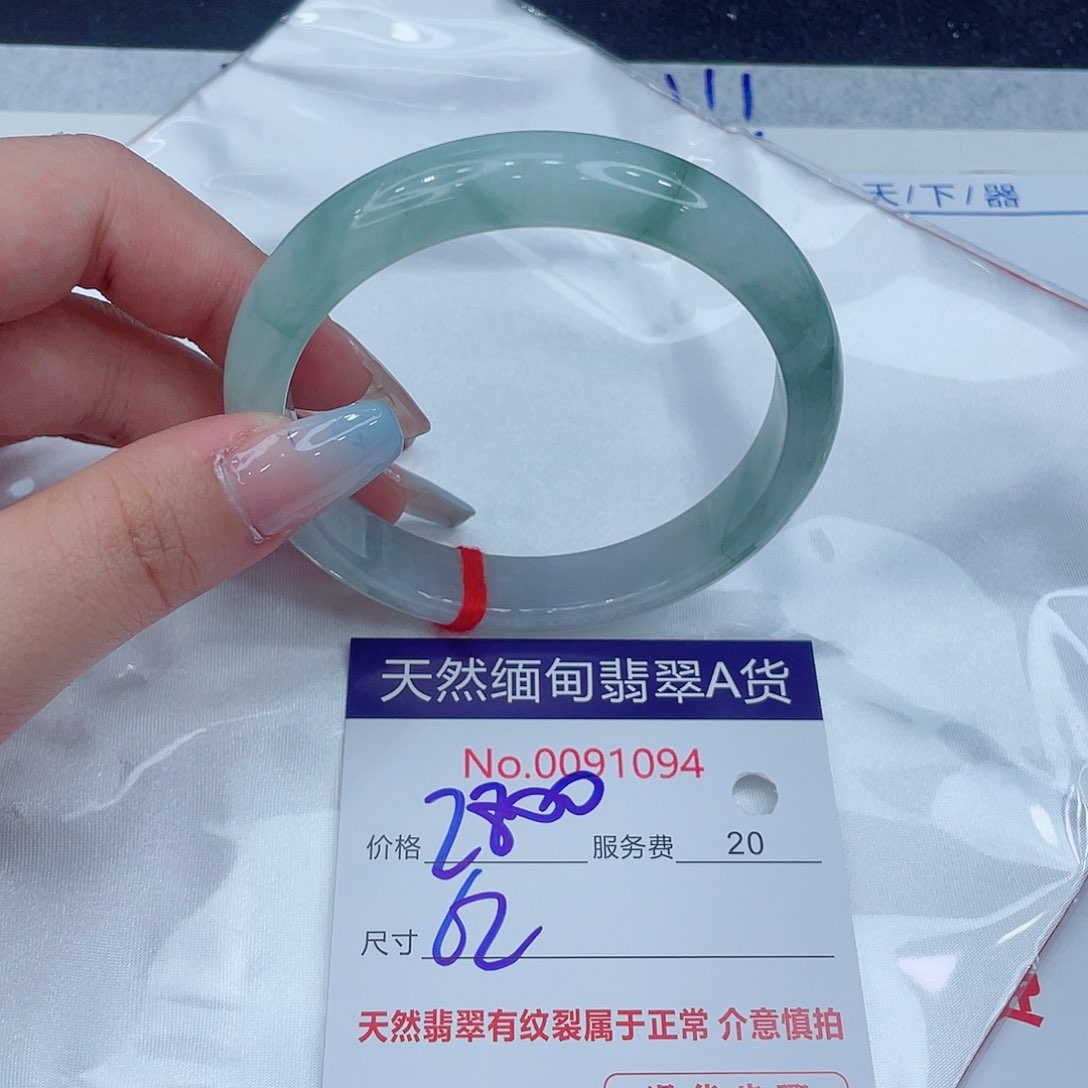 天/下/器
天然缅甸翡翠A货
No.0091094
价格 2800 服务费 20
尺寸 62
天然翡翠有纹裂属于正常 介意慎拍